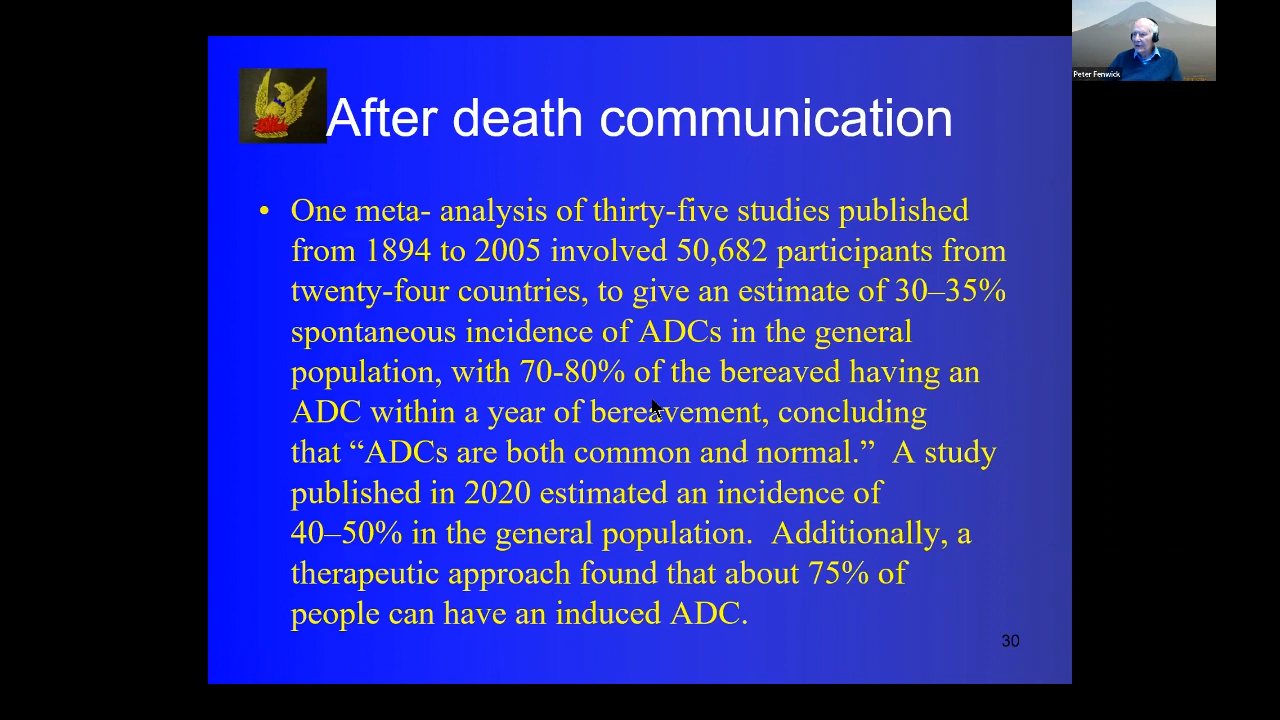 Peter Fenwick
After death communication
• One meta- analysis of thirty-five studies published
from 1894 to 2005 involved 50,682 participants from
twenty-four countries, to give an estimate of 30–35%
spontaneous incidence of ADCs in the general
population, with 70-80% of the bereaved having an
ADC within a year of bereavement, concluding
that “ADCs are both common and normal.”  A study
published in 2020 estimated an incidence of
40–50% in the general population.  Additionally, a
therapeutic approach found that about 75% of
people can have an induced ADC.
30